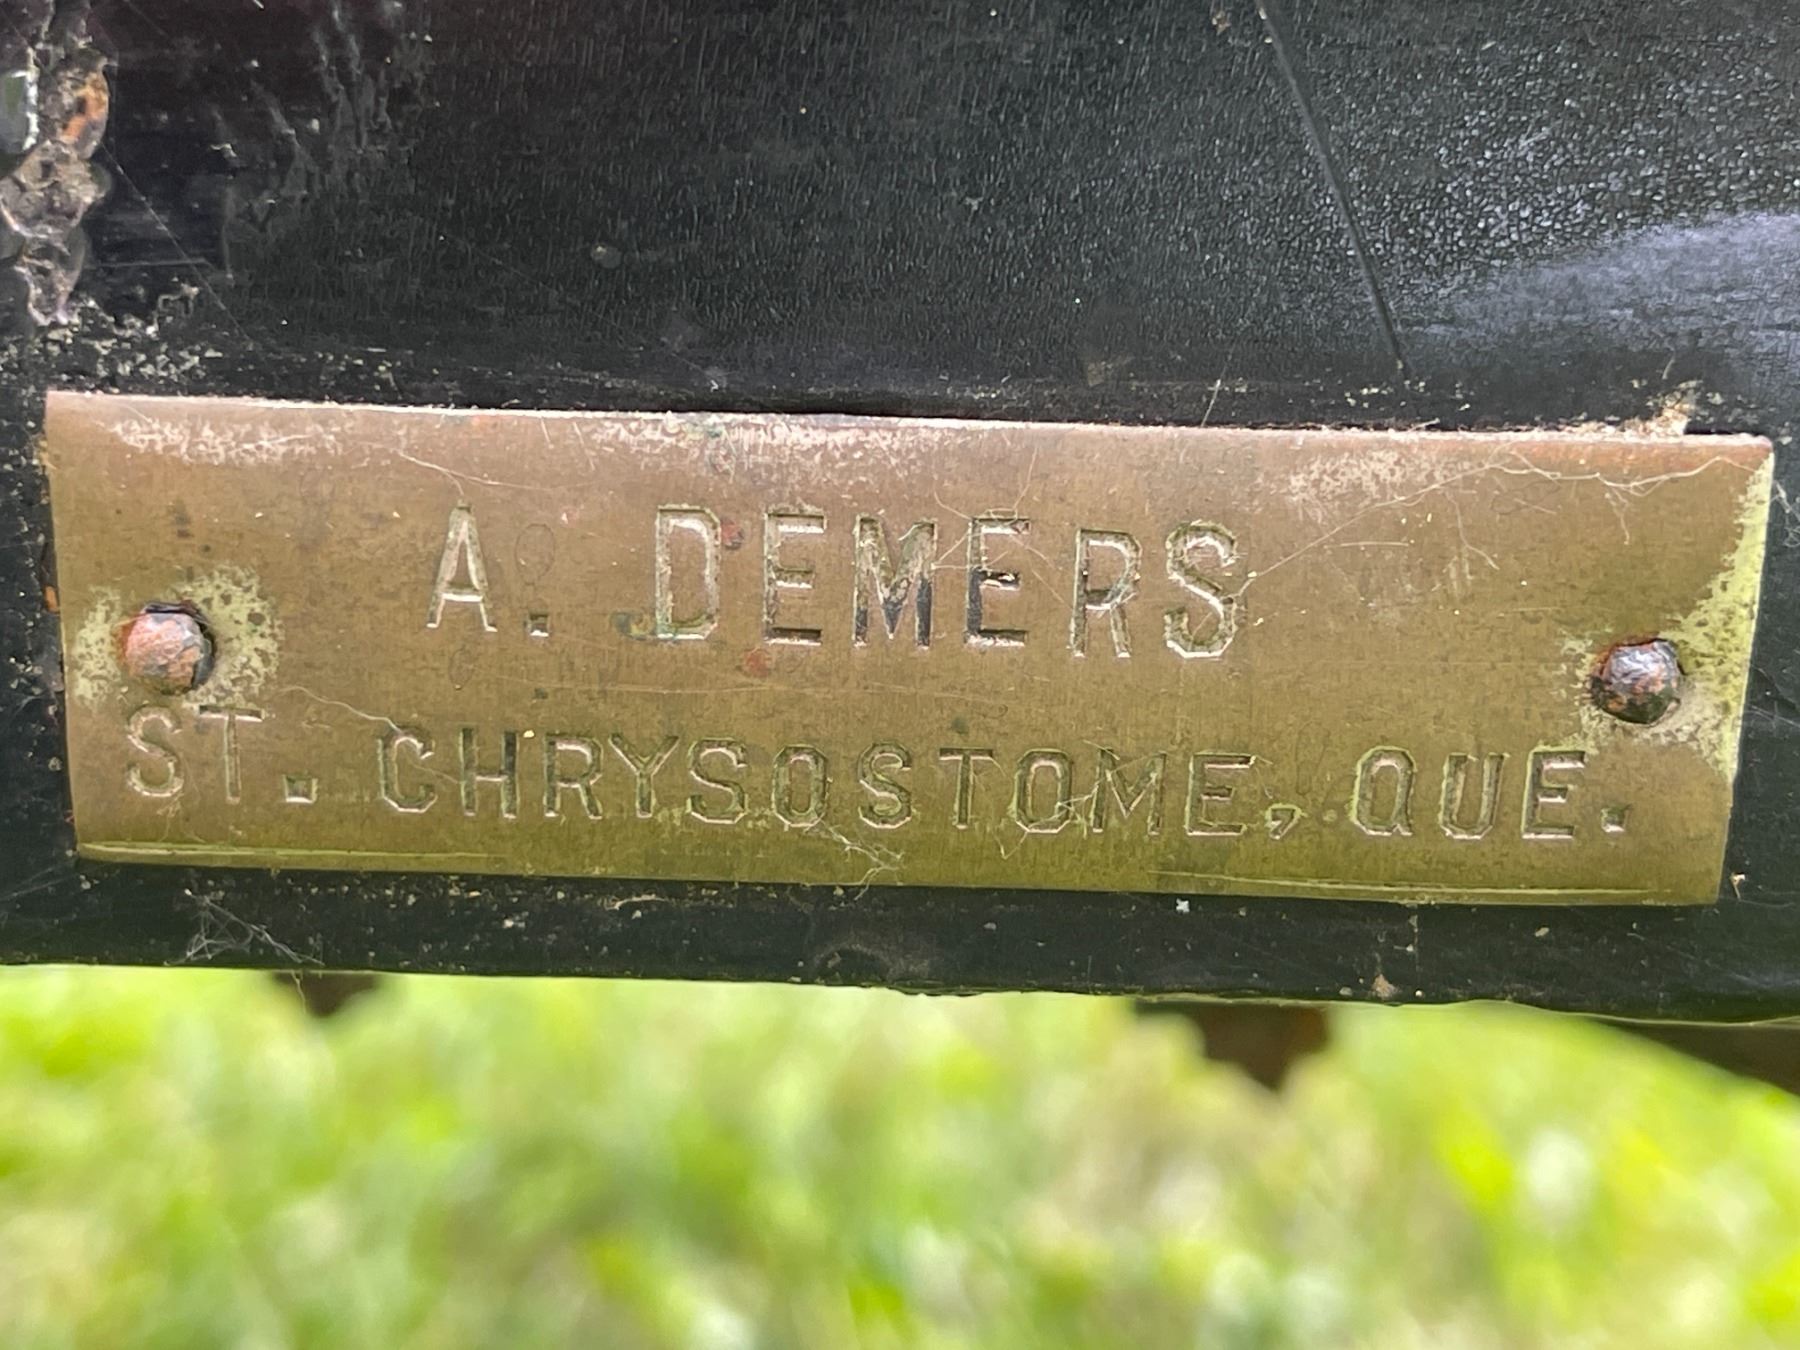 A. DEMERS
ST. CHRYSOSTOME, QUE.